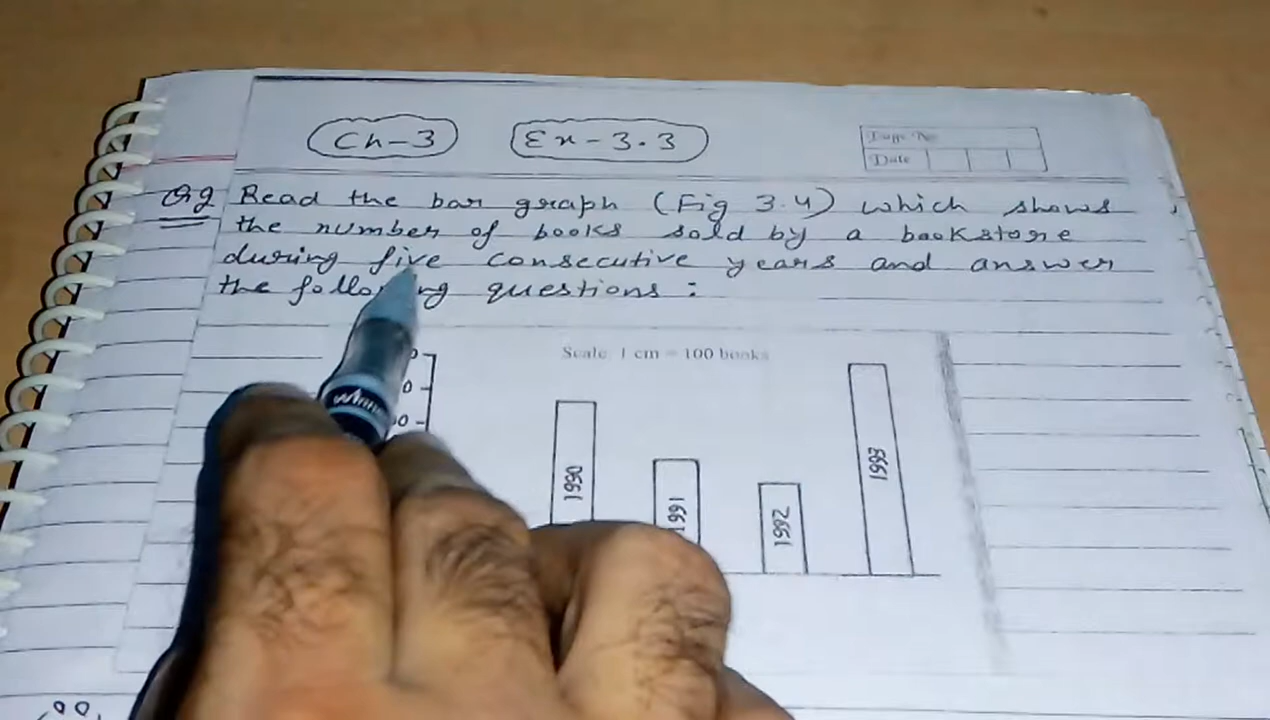 Ch-3 Ex-3.3
Page No.
Date
Q2 Read the bar graph (Fig 3.4) which shows
the number of books sold by a bookstore
during five consecutive years and answer
the following questions:
Scale 1 cm = 100 books
1990
1991
1992
1993